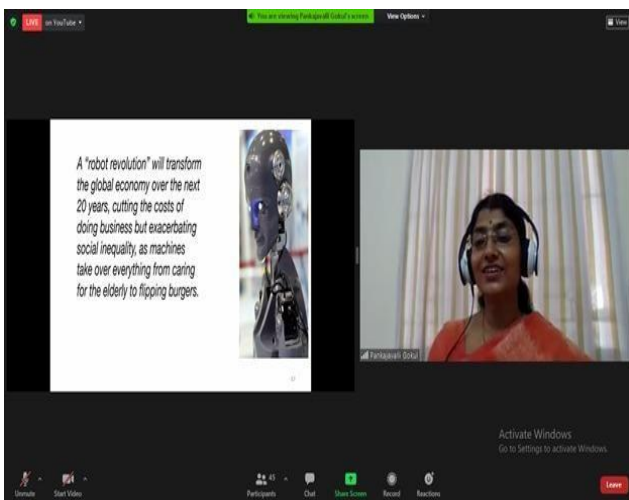 LIVE on YouTube
You are viewing Pankajavalli Gokul's screen
View Options
View
A "robot revolution" will transform
the global economy over the next
20 years, cutting the costs of
doing business but exacerbating
social inequality, as machines
take over everything from caring
for the elderly to flipping burgers.
Pankajavalli Gokul
Activate Windows
Go to Settings to activate Windows.
Unmute
Start Video
45
Participants
Chat
Share Screen
Record
Reactions
Leave